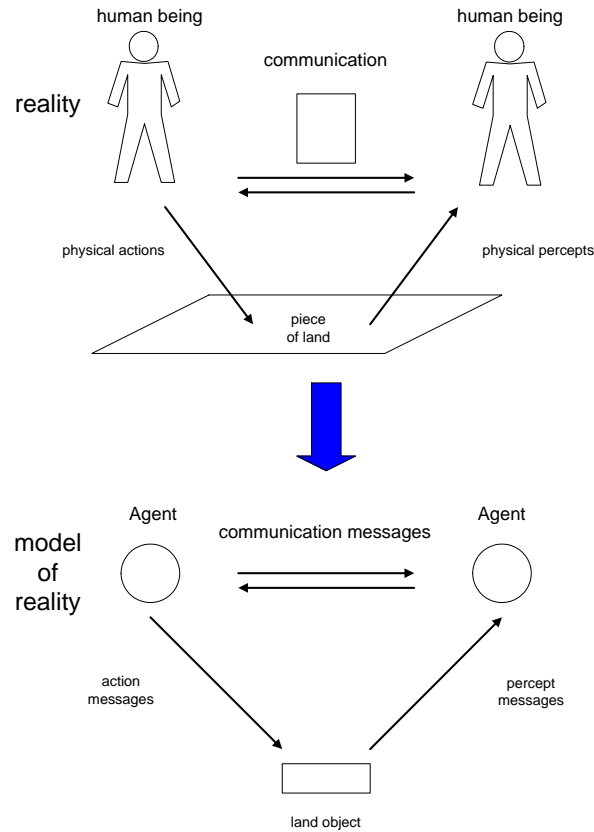 human being
human being
communication
reality
physical actions
physical percepts
piece
of land
Agent
Agent
communication messages
model
of
reality
action
messages
percept
messages
land object